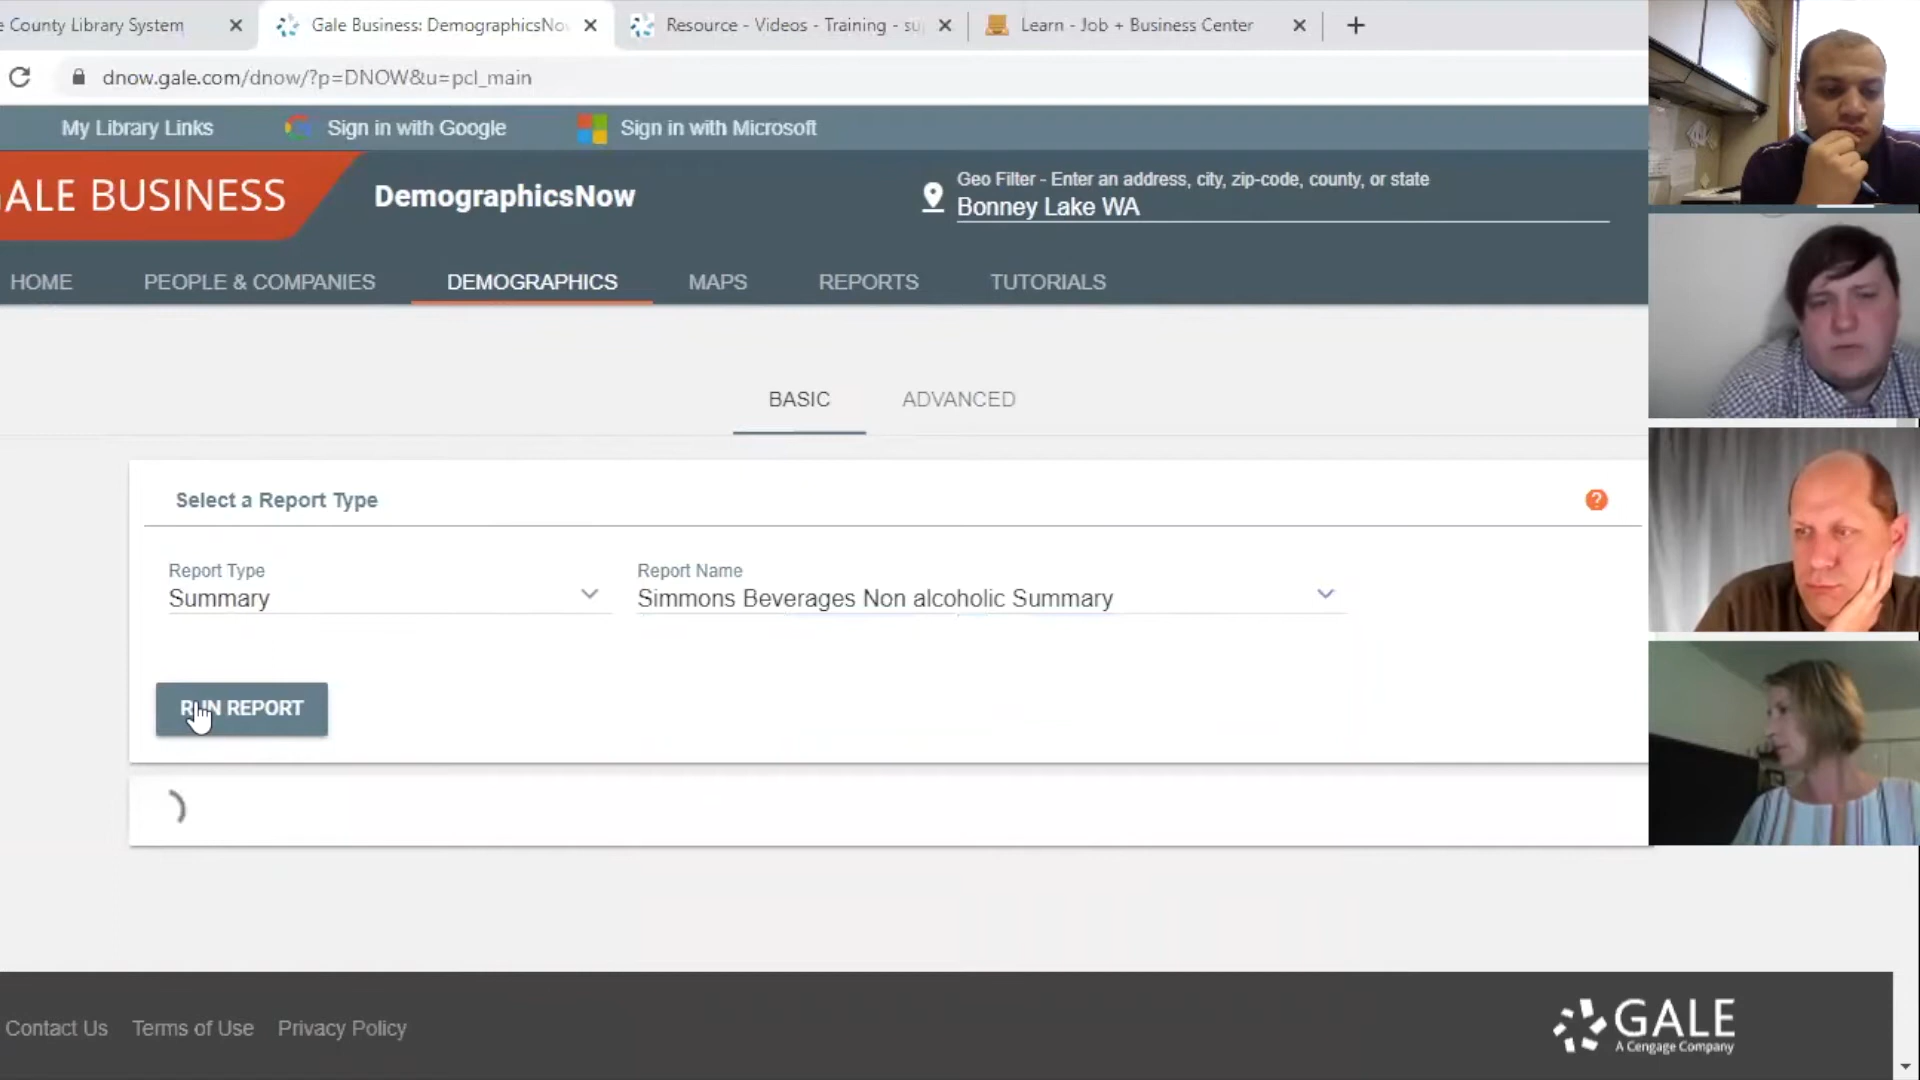 e County Library System
Gale Business: DemographicsNo
Resource - Videos - Training - su
Learn - Job + Business Center
dnow.gale.com/dnow/?p=DNOW&u=pcl_main
My Library Links
Sign in with Google
Sign in with Microsoft
GALE BUSINESS
DemographicsNow
Geo Filter - Enter an address, city, zip-code, county, or state
Bonney Lake WA
HOME
PEOPLE & COMPANIES
DEMOGRAPHICS
MAPS
REPORTS
TUTORIALS
BASIC
ADVANCED
Select a Report Type
?
Report Type
Summary
Report Name
Simmons Beverages Non alcoholic Summary
RUN REPORT
Contact Us
Terms of Use
Privacy Policy
GALE
A Cengage Company